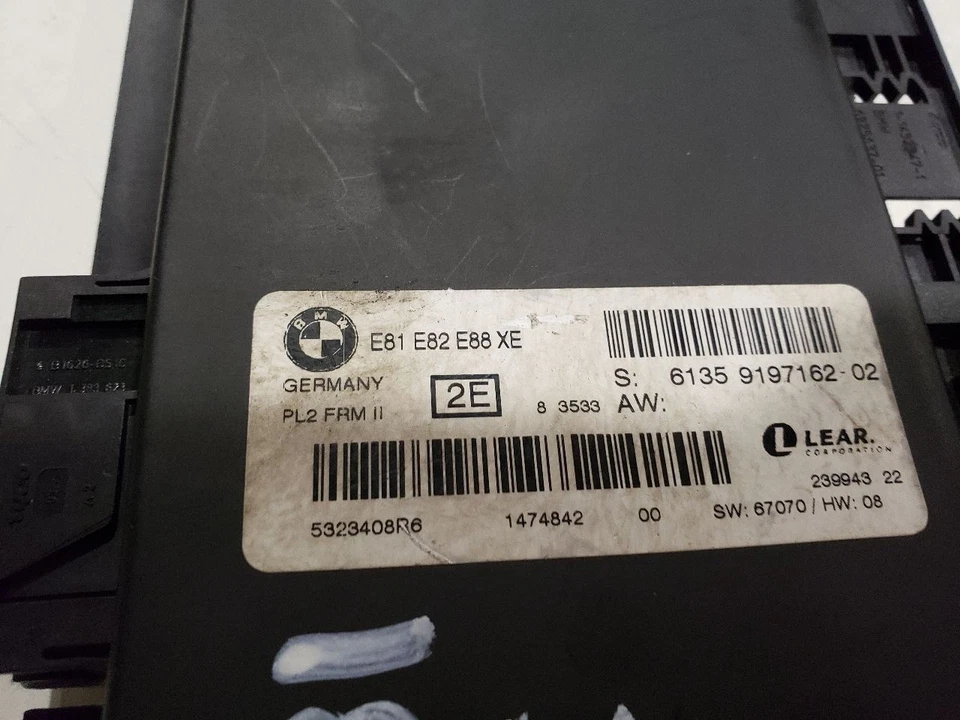 BMW
E81 E82 E88 XE
GERMANY
PL2 FRM II
2E
8 3533
S: 6135 9197162-02
AW:
LEAR.
CORPORATION
239943 22
5323408R6 1474842 00 SW: 67070 / HW: 08
BMW